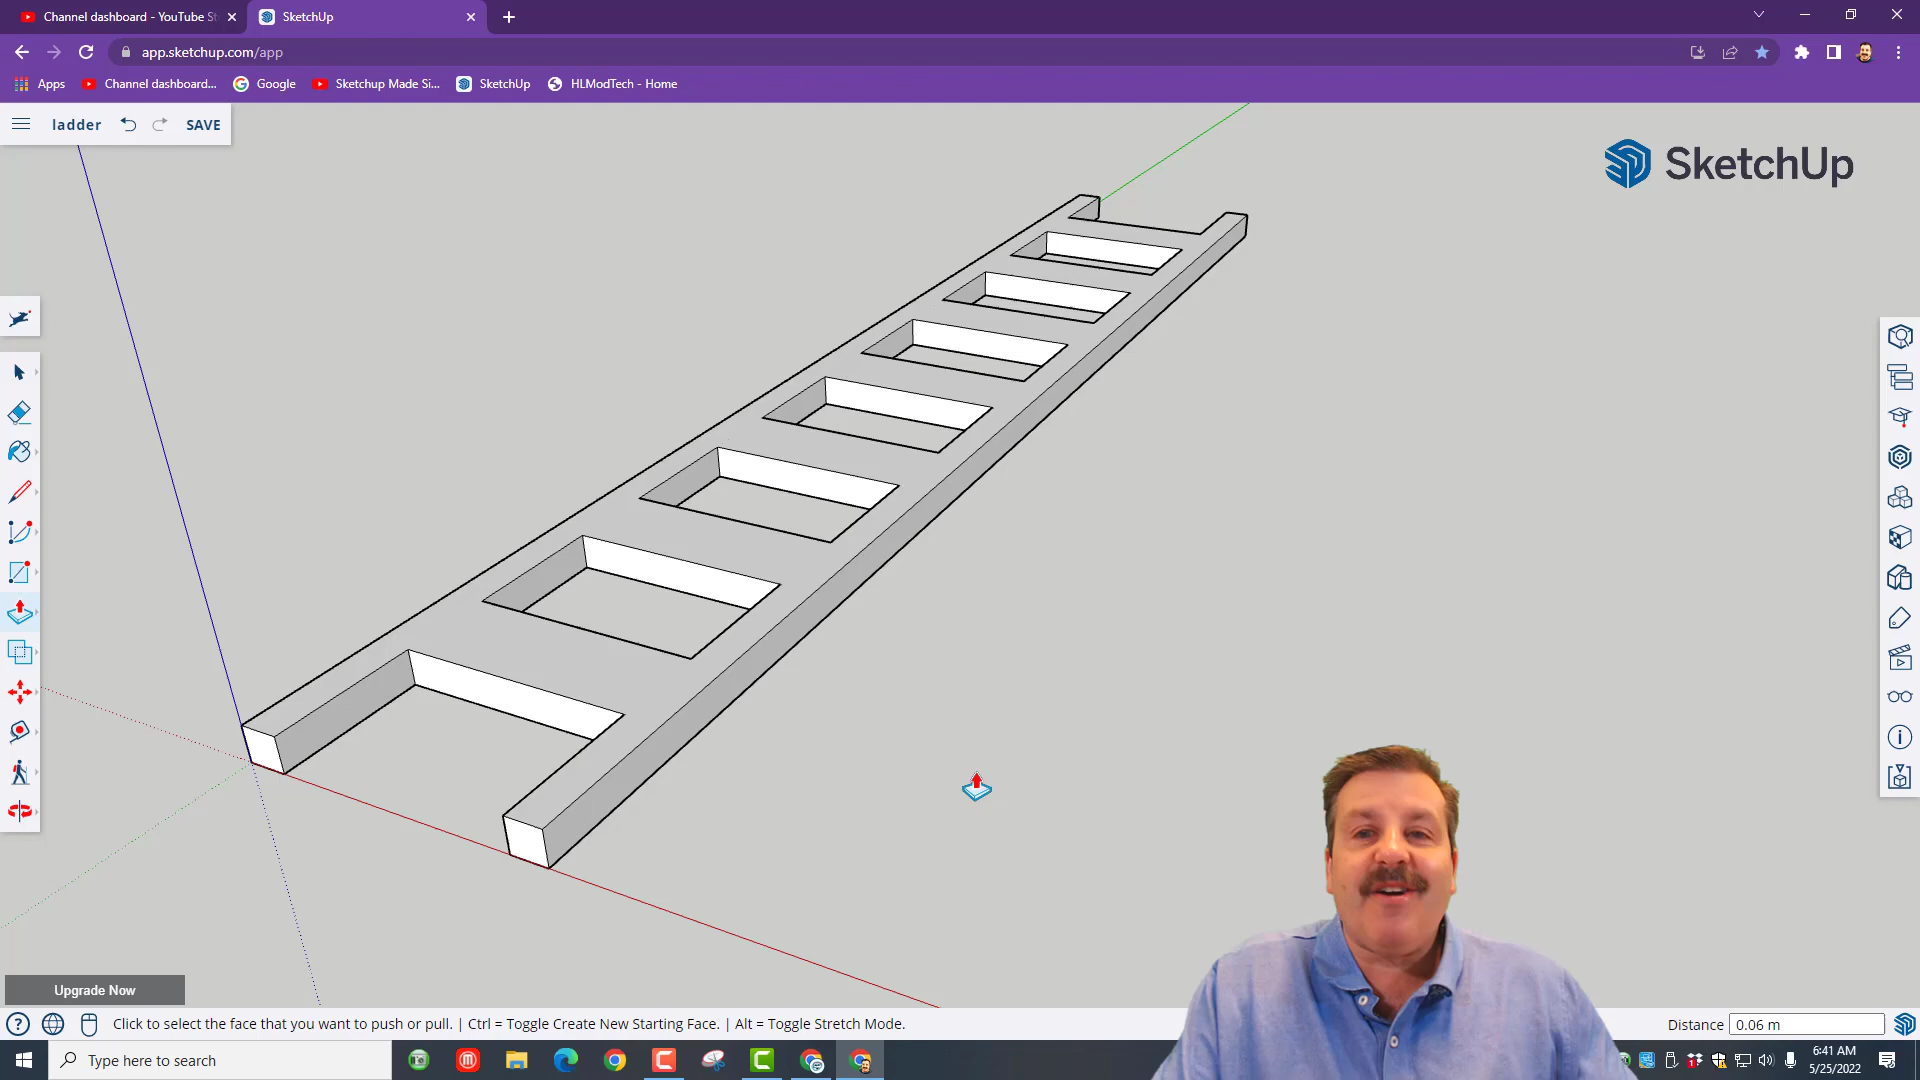 Channel dashboard - YouTube St
SketchUp
app.sketchup.com/app
Apps
Channel dashboard...
Google
Sketchup Made Si...
SketchUp
HLModTech - Home
ladder
SAVE
SketchUp
Upgrade Now
Click to select the face that you want to push or pull. | Ctrl = Toggle Create New Starting Face. | Alt = Toggle Stretch Mode.
Distance
0.06 m
Type here to search
6:41 AM
5/25/2022